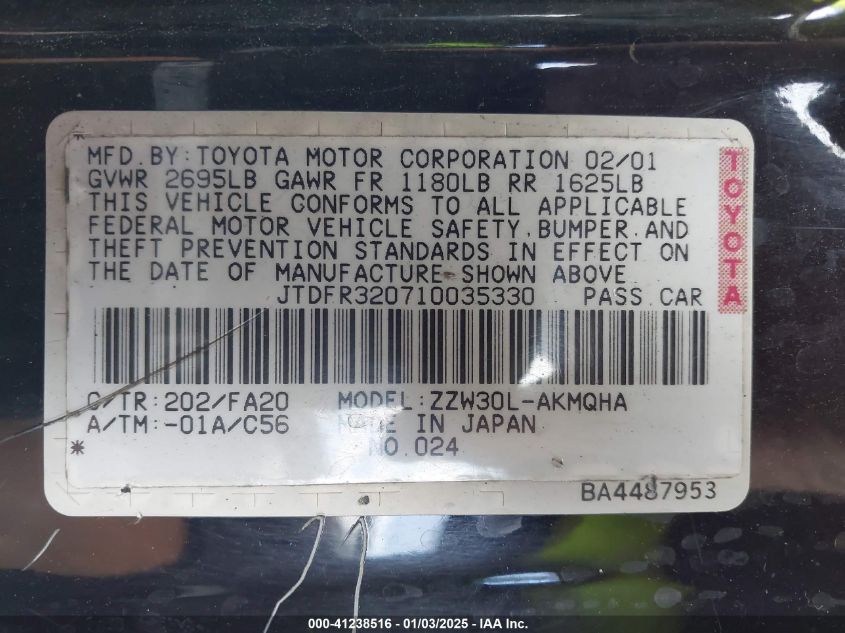 MFD.BY:TOYOTA MOTOR CORPORATION 02/01
GVWR 2695LB GAWR FR 1180LB RR 1625LB
THIS VEHICLE CONFORMS TO ALL APPLICABLE
FEDERAL MOTOR VEHICLE SAFETY,BUMPER,AND
THEFT PREVENTION STANDARDS IN EFFECT ON
THE DATE OF MANUFACTURE SHOWN ABOVE
JTDFR320710035330 PASS.CAR
C/TR:202/FA20 MODEL:ZZW30L-AKMQHA
A/TM:-01A/C56 MADE IN JAPAN
NO.024
BA4487953
TOYOTA
000-41238516 - 01/03/2025 - IAA Inc.